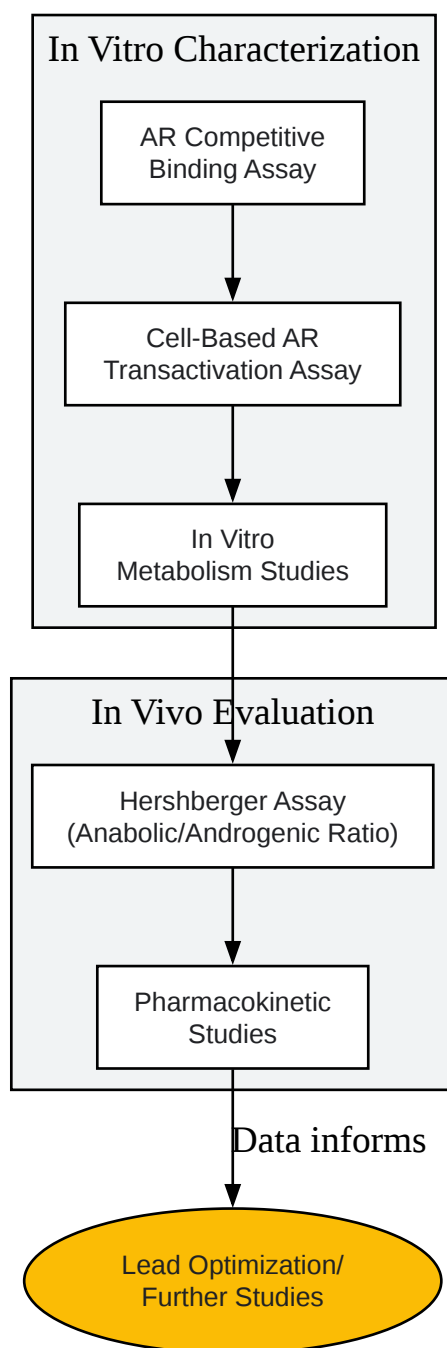 In Vitro Characterization
AR Competitive
Binding Assay
Cell-Based AR
Transactivation Assay
In Vitro
Metabolism Studies
In Vivo Evaluation
Hershberger Assay
(Anabolic/Androgenic Ratio)
Pharmacokinetic
Studies
Data informs
Lead Optimization/
Further Studies